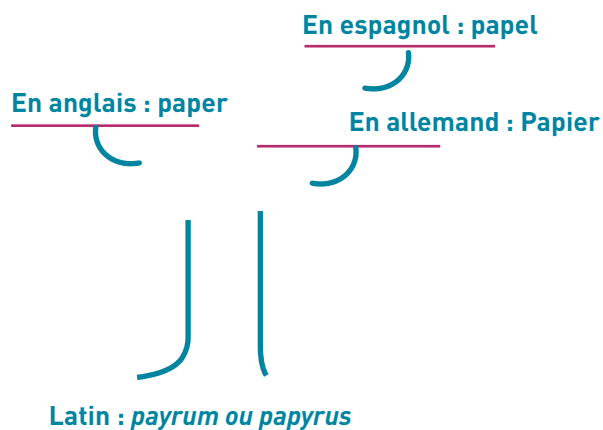 En espagnol : papel
En anglais : paper
En allemand : Papier
Latin : payrum ou papyrus